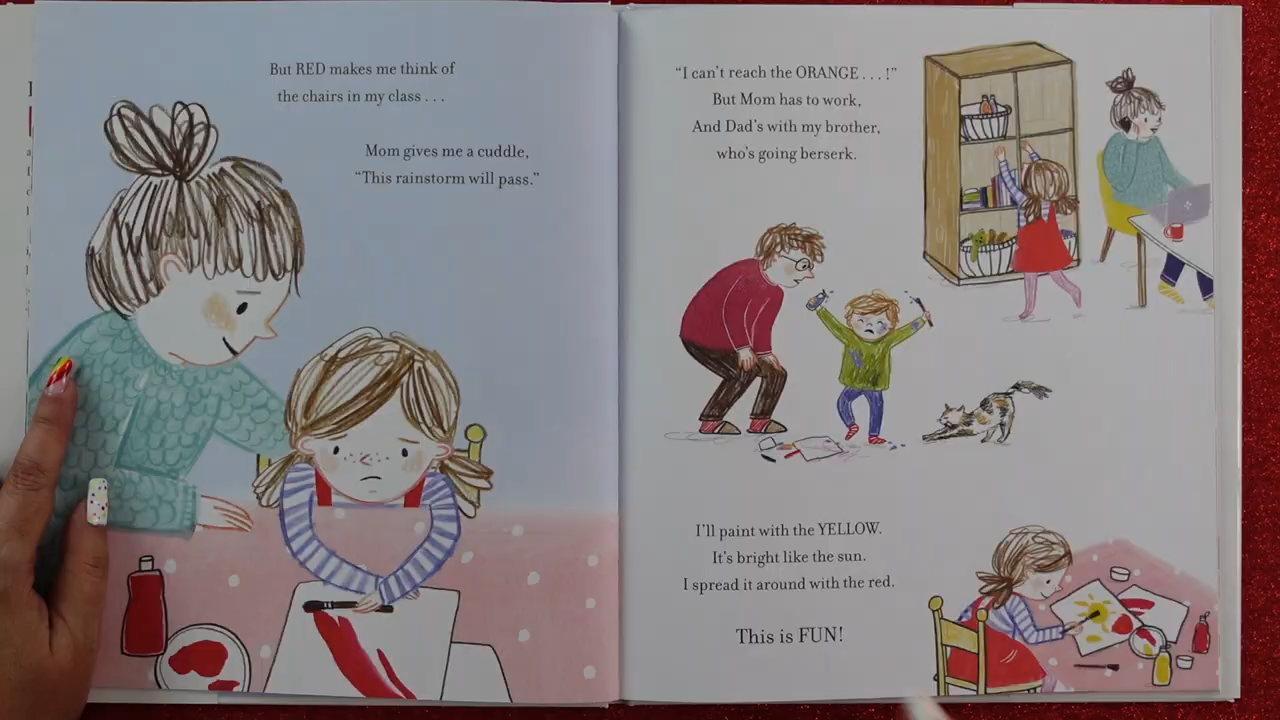 But RED makes me think of
the chairs in my class . . .
Mom gives me a cuddle,
“This rainstorm will pass.”
“I can’t reach the ORANGE . . . !”
But Mom has to work,
And Dad’s with my brother,
who’s going berserk.
I’ll paint with the YELLOW.
It’s bright like the sun.
I spread it around with the red.
This is FUN!